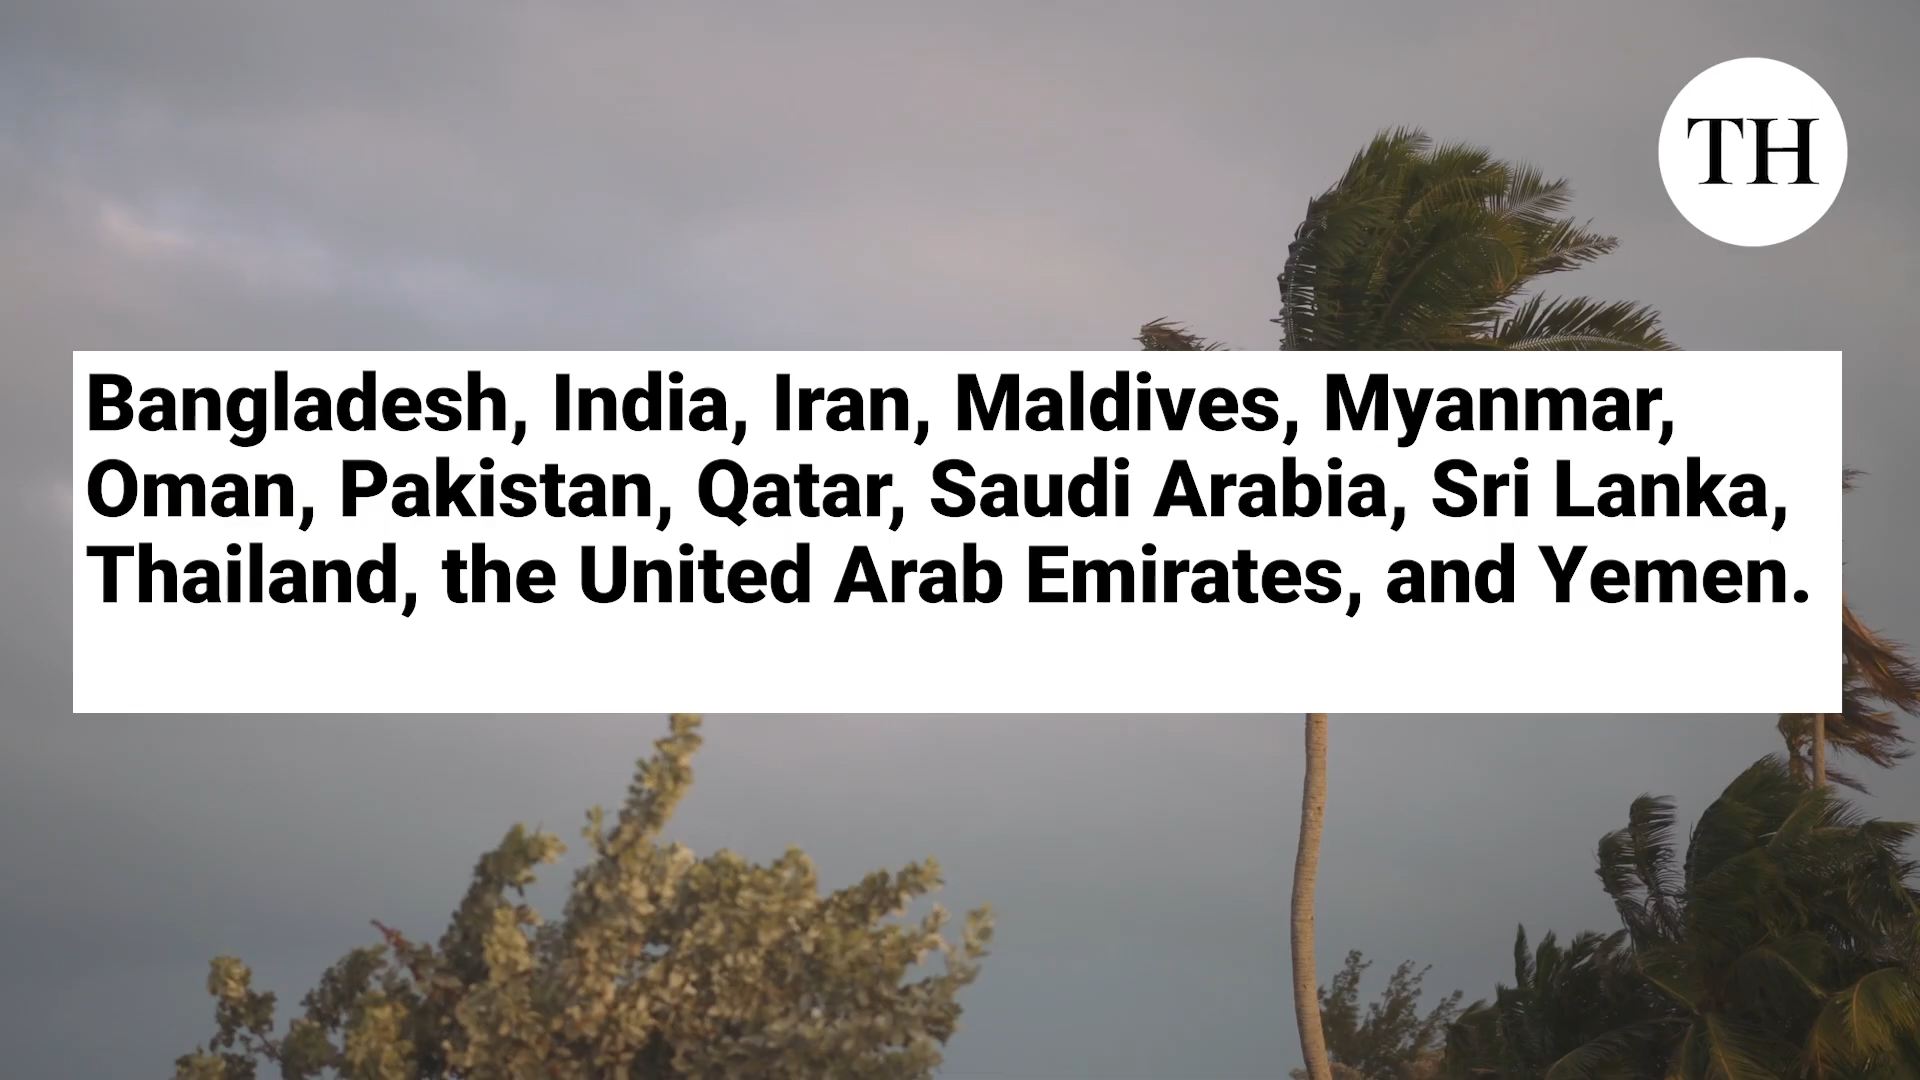 TH
Bangladesh, India, Iran, Maldives, Myanmar,
Oman, Pakistan, Qatar, Saudi Arabia, Sri Lanka,
Thailand, the United Arab Emirates, and Yemen.